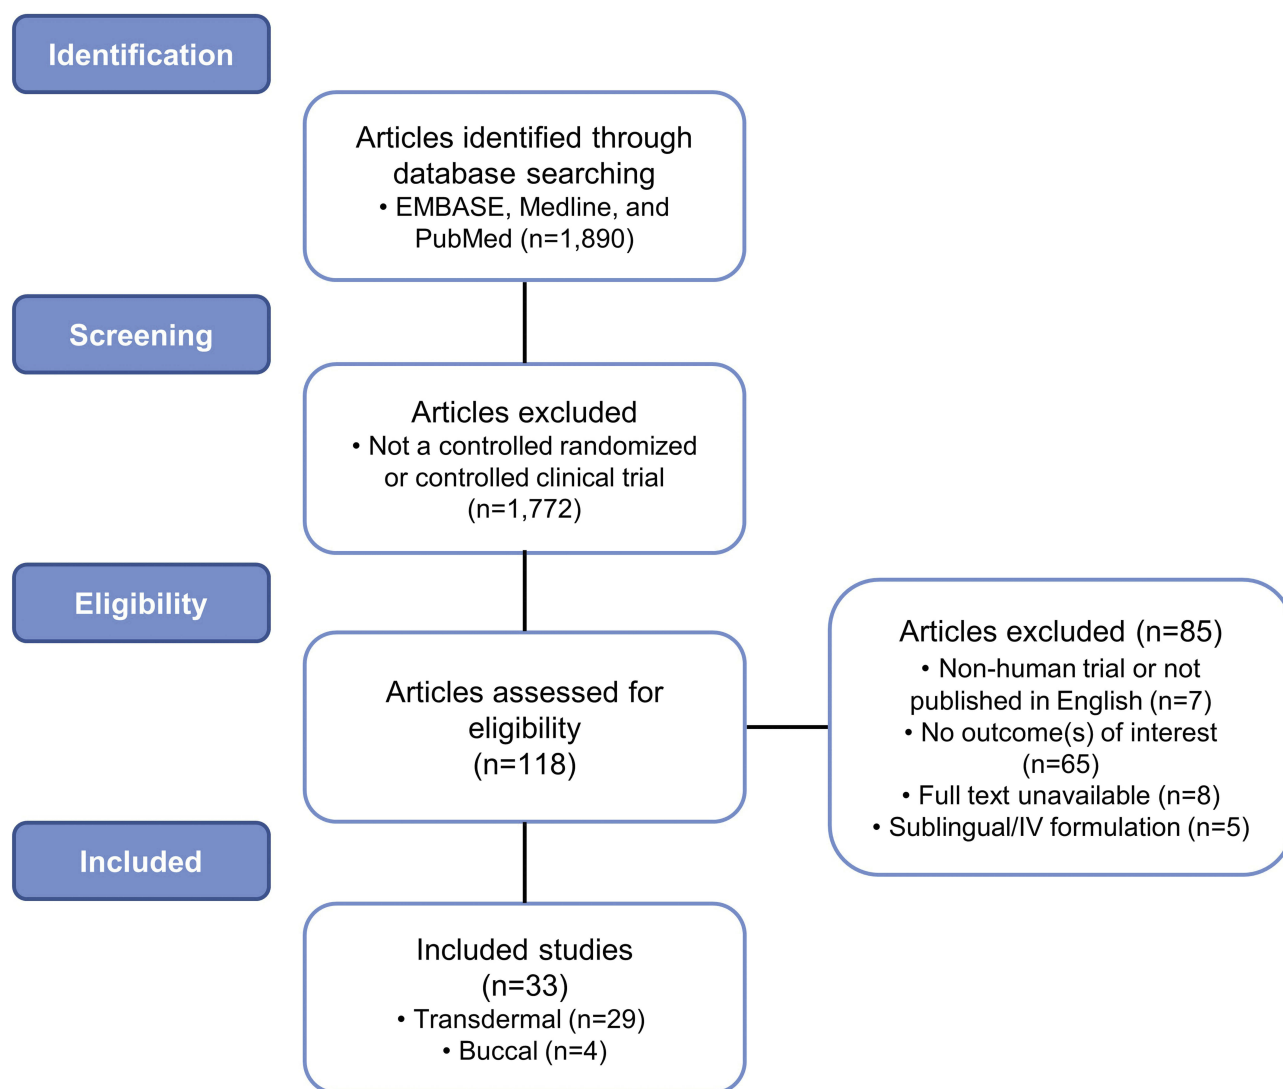 Identification
Articles identified through
database searching
• EMBASE, Medline, and
PubMed (n=1,890)
Screening
Articles excluded
• Not a controlled randomized
or controlled clinical trial
(n=1,772)
Eligibility
Articles assessed for
eligibility
(n=118)
Articles excluded (n=85)
• Non-human trial or not
published in English (n=7)
• No outcome(s) of interest
(n=65)
• Full text unavailable (n=8)
• Sublingual/IV formulation (n=5)
Included
Included studies
(n=33)
• Transdermal (n=29)
• Buccal (n=4)